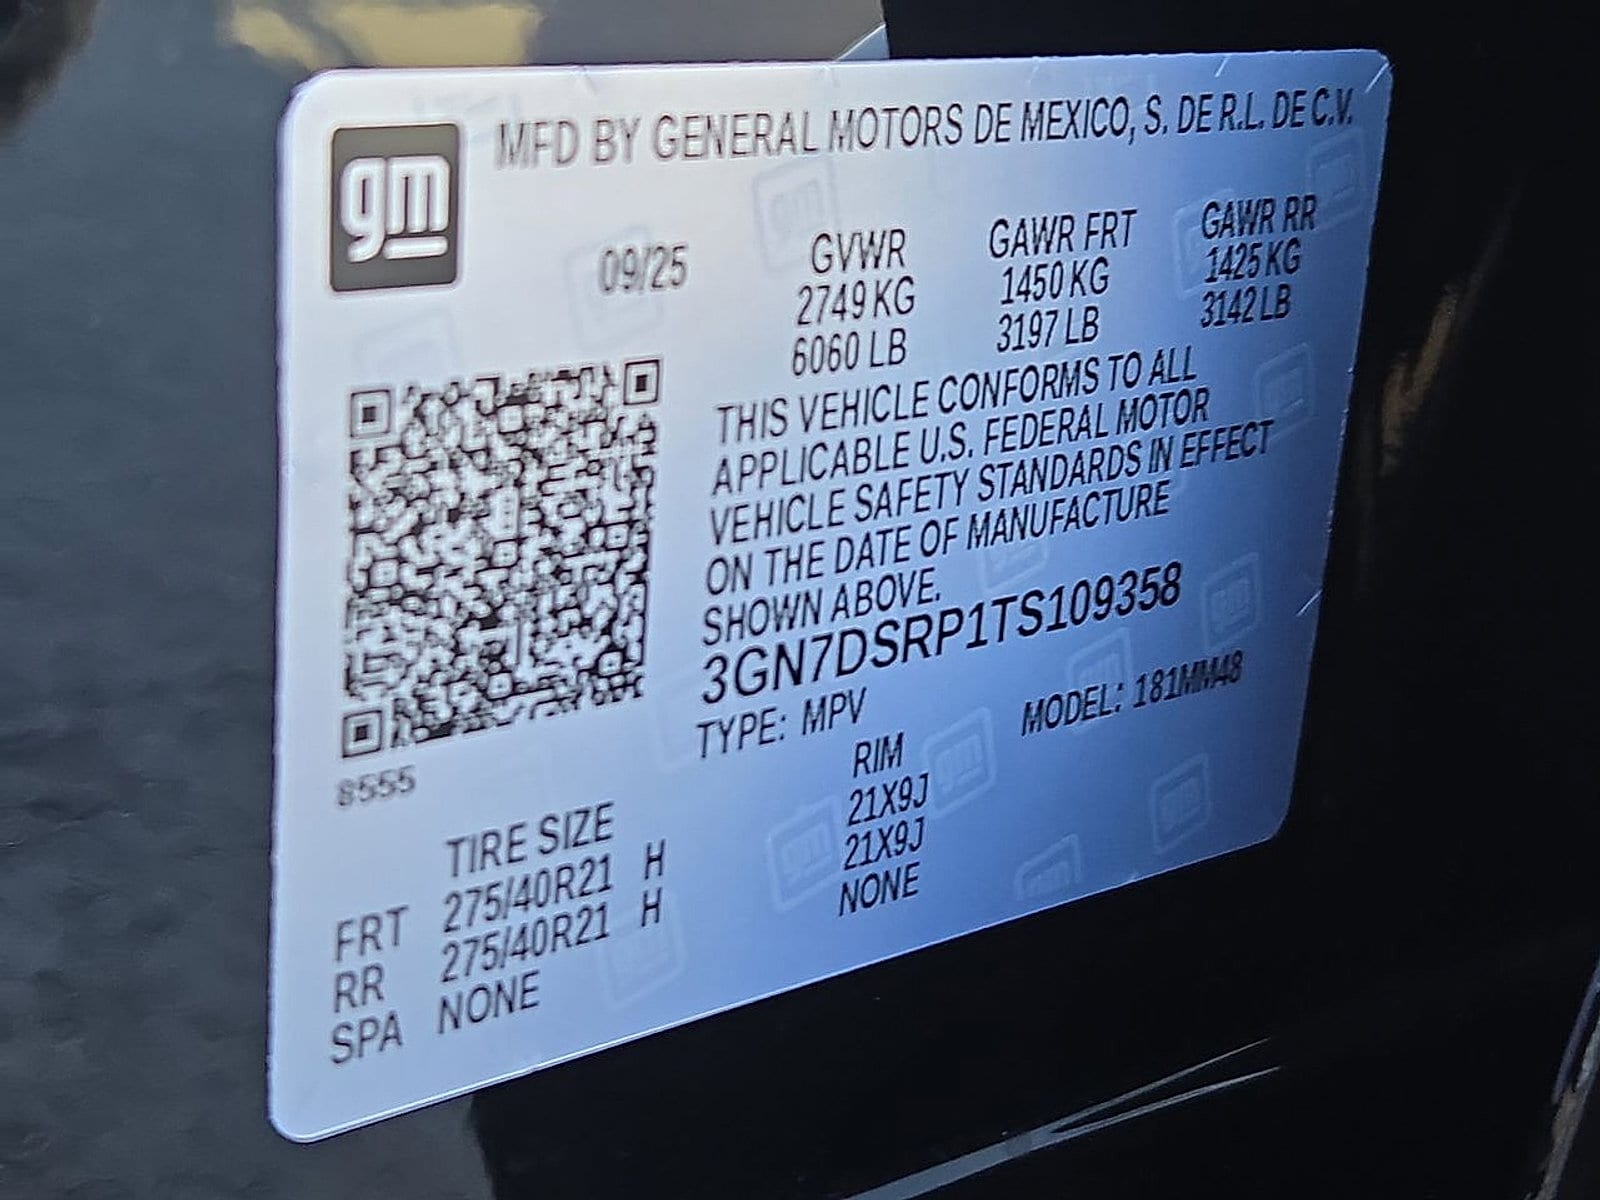 gm
MFD BY GENERAL MOTORS DE MEXICO, S. DE R.L. DE C.V.
09/25
GVWR GAWR FRT GAWR RR
2749 KG 1450 KG 1425 KG
6060 LB 3197 LB 3142 LB
THIS VEHICLE CONFORMS TO ALL
APPLICABLE U.S. FEDERAL MOTOR
VEHICLE SAFETY STANDARDS IN EFFECT
ON THE DATE OF MANUFACTURE
SHOWN ABOVE.
3GN7DSRP1TS109358
TYPE: MPV MODEL: 181MM48
8555
TIRE SIZE RIM
FRT 275/40R21 H 21X9J
RR 275/40R21 H 21X9J
SPA NONE NONE